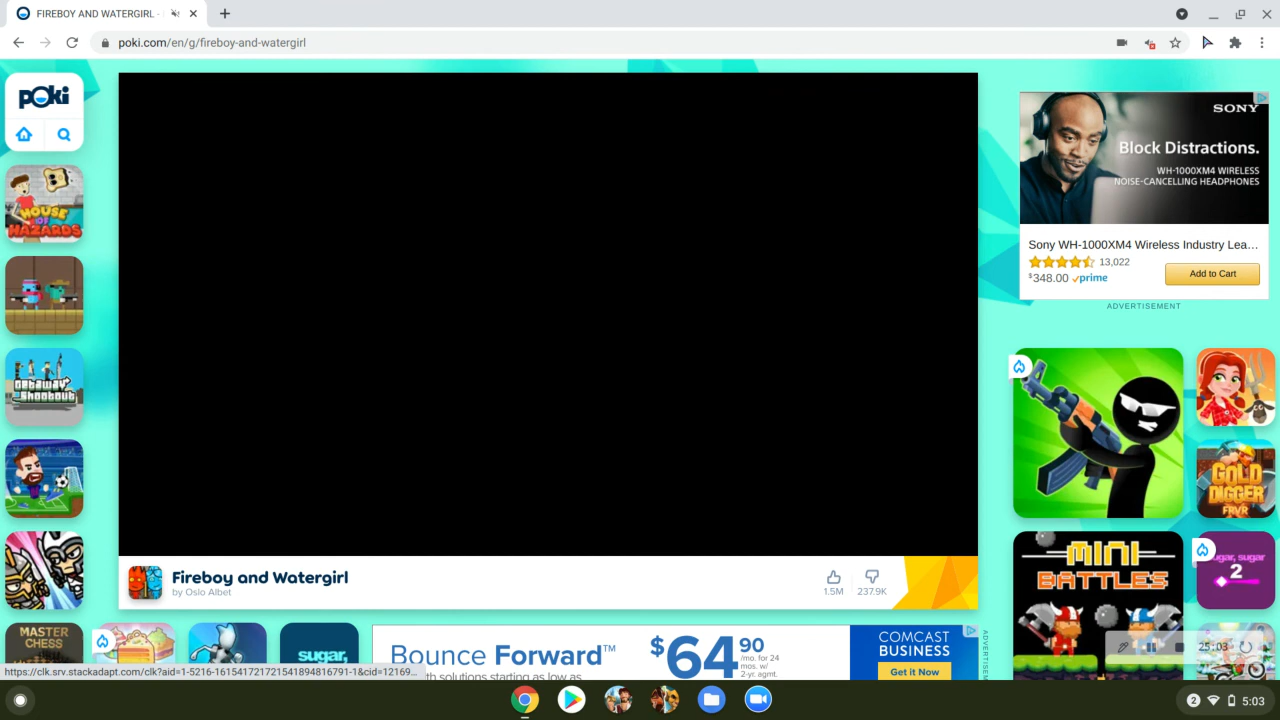 FIREBOY AND WATERGIRL -
poki.com/en/g/fireboy-and-watergirl
poki
HOUSE
OF
HAZARDS
Getaway
Shootout
MASTER
CHESS
sugar,
SONY
Block Distractions.
WH-1000XM4 WIRELESS
NOISE-CANCELLING HEADPHONES
Sony WH-1000XM4 Wireless Industry Lea…
13,022
$348.00 prime
Add to Cart
ADVERTISEMENT
GOLD
DIGGER
FRVR
MINI
BATTLES
sugar, sugar
2
Fireboy and Watergirl
by Oslo Albet
1.5M
237.9K
Bounce Forward™
$64 90
/mo. for 24
mos. w/
2-yr. agmt.
COMCAST
BUSINESS
Get it Now
25:03
https://clk.srv.stackadapt.com/clk?aid=1-5216-1615417217215418948167​91-1&cid=12169...
2
5:03